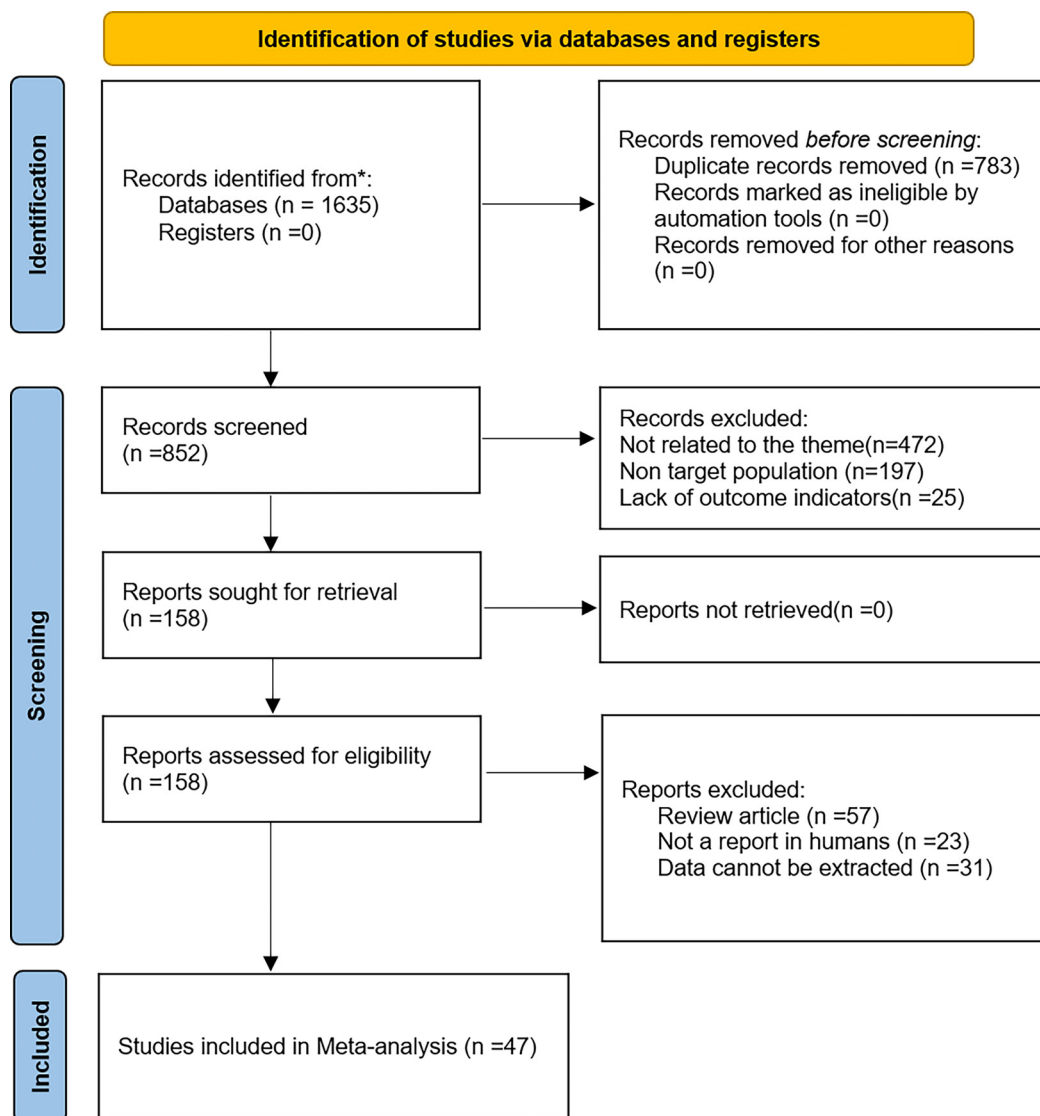 Identification of studies via databases and registers
Identification
Records identified from*:
Databases (n = 1635)
Registers (n =0)
Records removed before screening:
Duplicate records removed (n =783)
Records marked as ineligible by
automation tools (n =0)
Records removed for other reasons
(n =0)
Screening
Records screened
(n =852)
Records excluded:
Not related to the theme(n=472)
Non target population (n=197)
Lack of outcome indicators(n =25)
Reports sought for retrieval
(n =158)
Reports not retrieved(n =0)
Reports assessed for eligibility
(n =158)
Reports excluded:
Review article (n =57)
Not a report in humans (n =23)
Data cannot be extracted (n =31)
Included
Studies included in Meta-analysis (n =47)